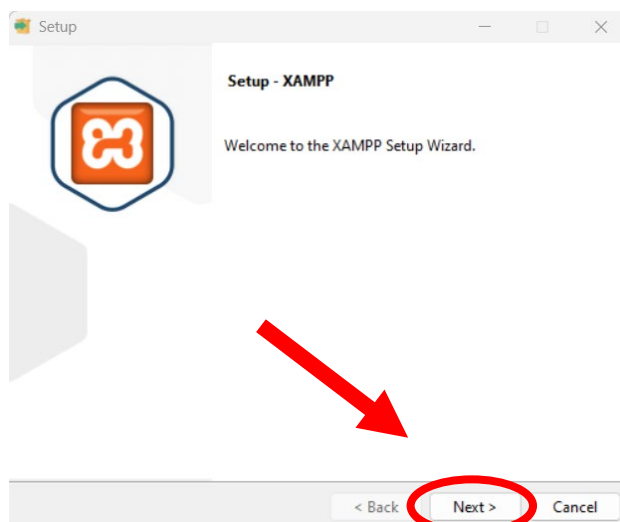 Setup
Setup - XAMPP
Welcome to the XAMPP Setup Wizard.
< Back Next > Cancel